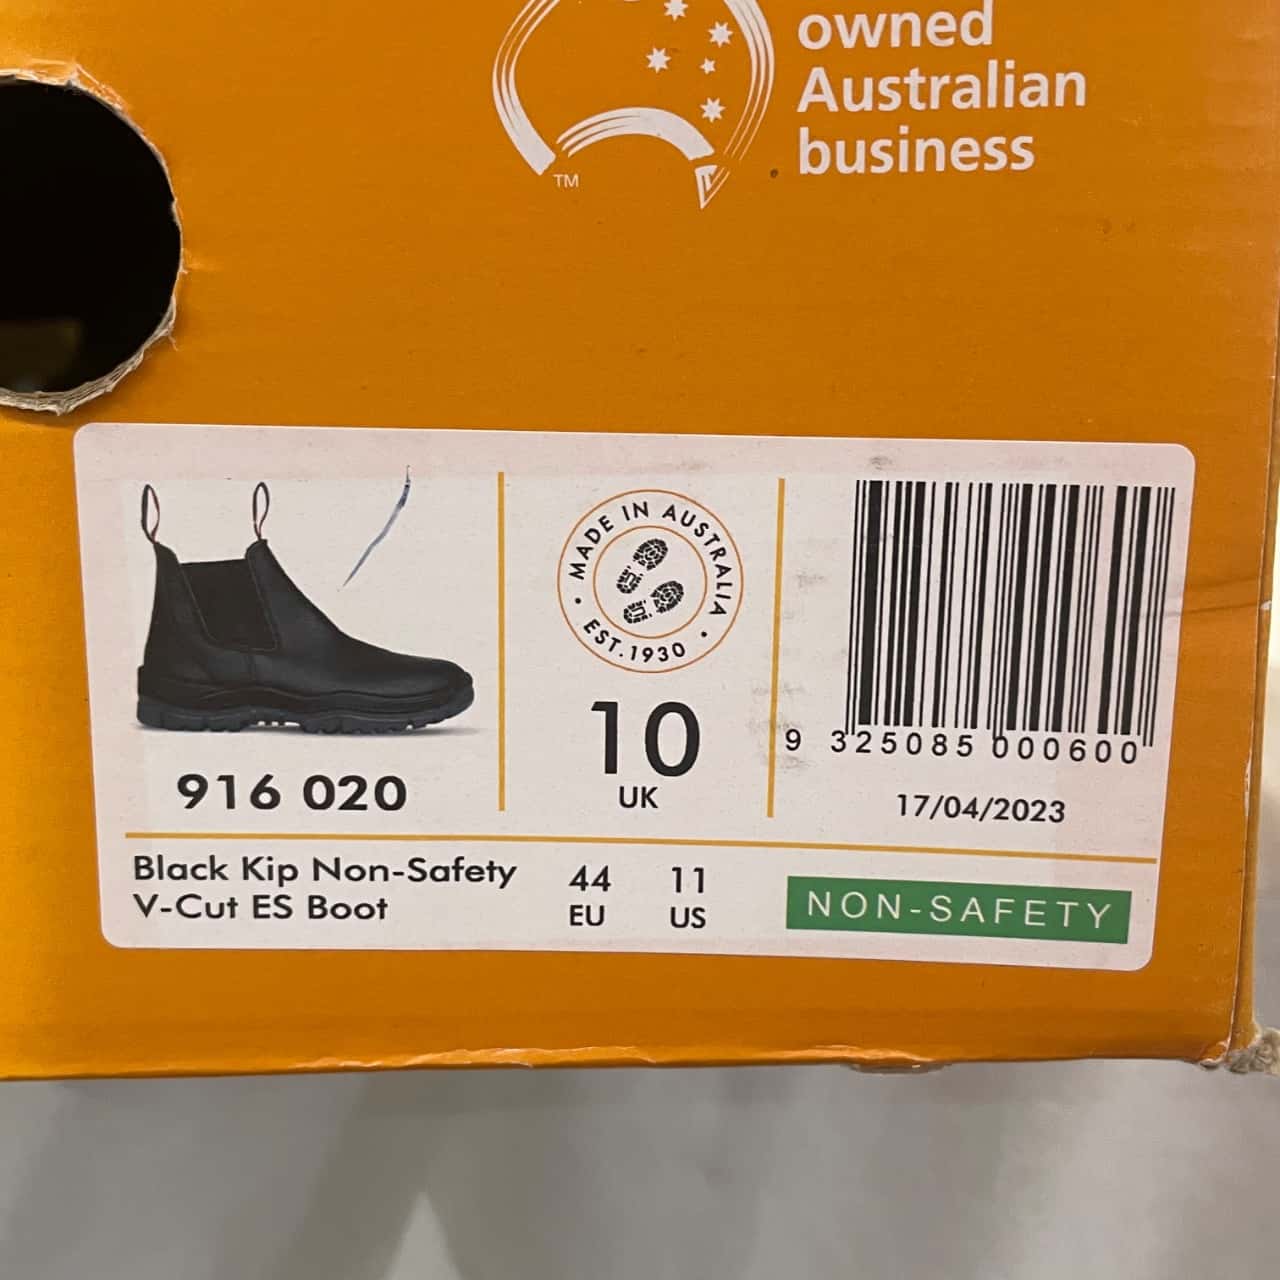 owned
Australian
business
TM
MADE IN AUSTRALIA
• EST.1930 •
10
UK
9 325085 000600
17/04/2023
916 020
Black Kip Non-Safety
V-Cut ES Boot
44
EU
11
US
NON-SAFETY